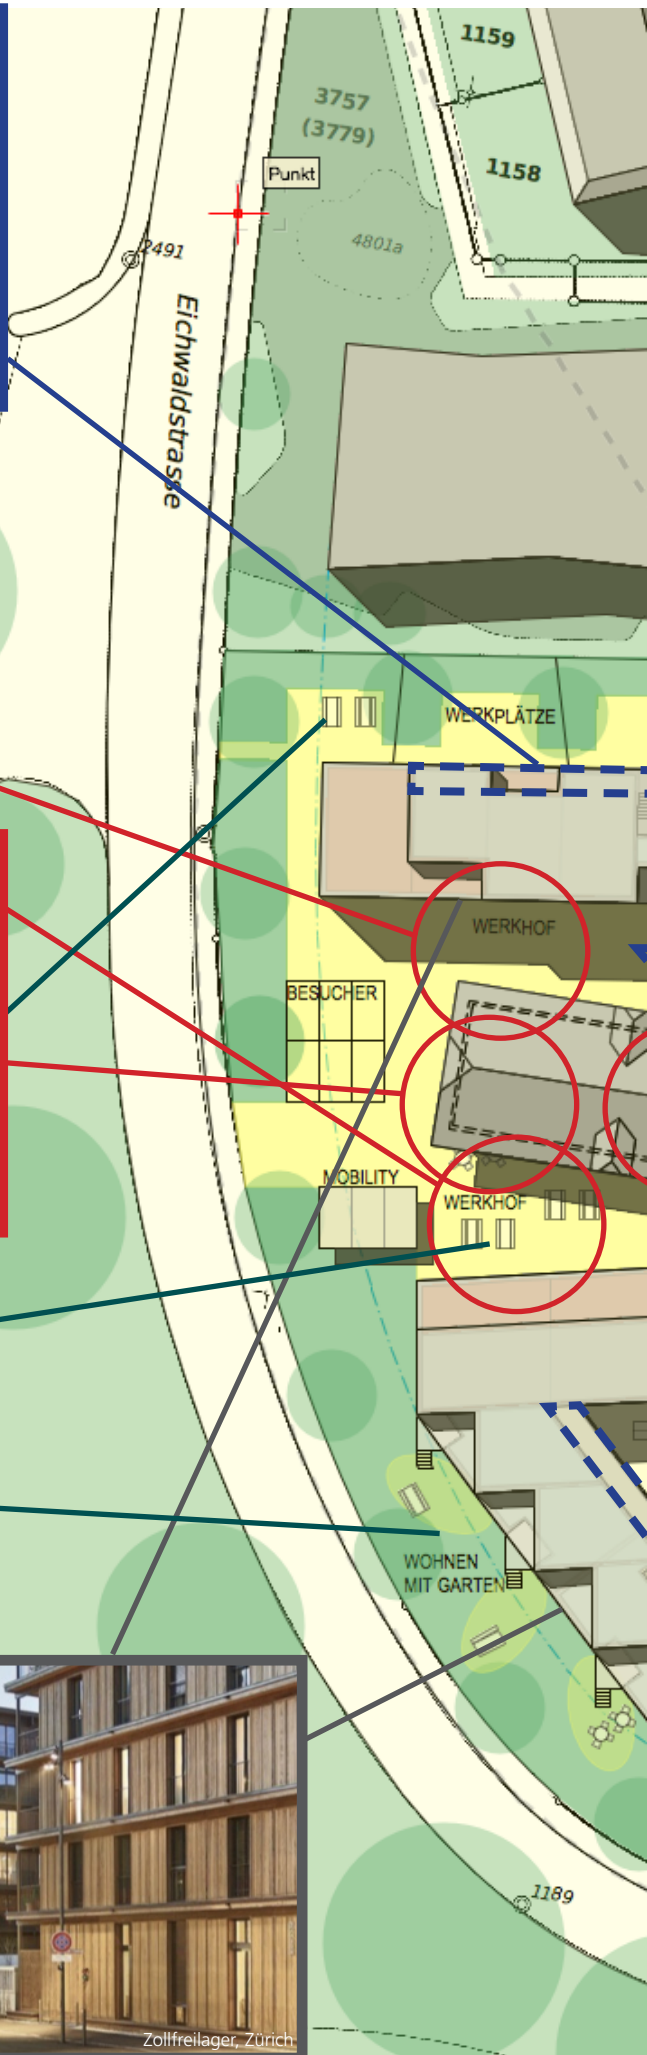 1159
3757
(3779)
1158
Punkt
4801a
2491
Eichwaldstrasse
WERKPLÄTZE
WERKHOF
BESUCHER
MOBILITY
WERKHOF
WOHNEN
MIT GARTEN
1189
Zollfreilager, Zürich